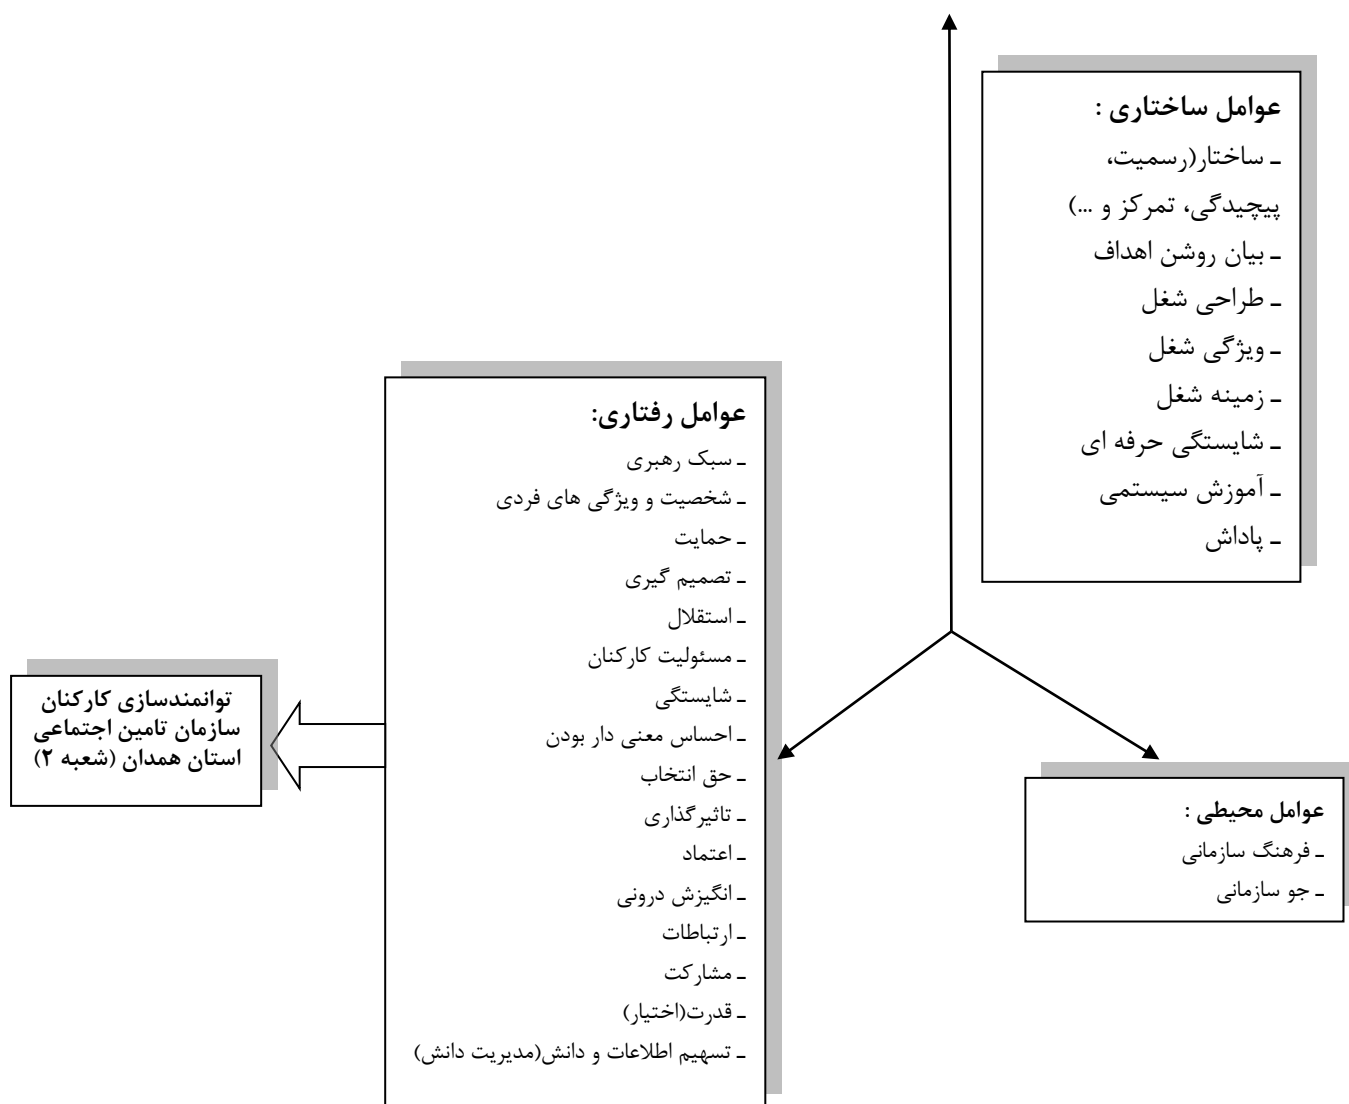 عوامل ساختاری :
ـ ساختار(رسمیت،
پیچیدگی، تمرکز و ...)
ـ بیان روشن اهداف
ـ طراحی شغل
ـ ویژگی شغل
ـ زمینه شغل
ـ شایستگی حرفه ای
ـ آموزش سیستمی
ـ پاداش
عوامل رفتاری:
ـ سبک رهبری
ـ شخصیت و ویژگی های فردی
ـ حمایت
ـ تصمیم گیری
ـ استقلال
ـ مسئولیت کارکنان
ـ شایستگی
ـ احساس معنی دار بودن
ـ حق انتخاب
ـ تاثیرگذاری
ـ اعتماد
ـ انگیزش درونی
ـ ارتباطات
ـ مشارکت
ـ قدرت(اختیار)
ـ تسهیم اطلاعات و دانش(مدیریت دانش)
توانمندسازی کارکنان
سازمان تامین اجتماعی
استان همدان (شعبه ۲)
عوامل محیطی :
ـ فرهنگ سازمانی
ـ جو سازمانی